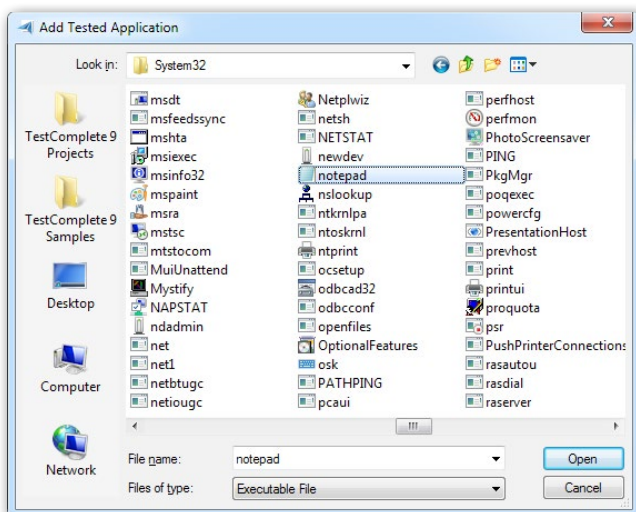 Add Tested Application
Look in:
System32
TestComplete 9
Projects
TestComplete 9
Samples
Desktop
Computer
Network
msdt
msfeedssync
mshta
msiexec
msinfo32
mspaint
msra
mstsc
mtstocom
MuiUnattend
Mystify
NAPSTAT
ndadmin
net
net1
netbtugc
netiougc
Netplwiz
netsh
NETSTAT
newdev
notepad
nslookup
ntkrnlpa
ntoskrnl
ntprint
ocsetup
odbcad32
odbcconf
openfiles
OptionalFeatures
osk
PATHPING
pcaui
perfhost
perfmon
PhotoScreensaver
PING
PkgMgr
poqexec
powercfg
PresentationHost
prevhost
print
printui
proquota
psr
PushPrinterConnections
rasautou
rasdial
raserver
File name:
notepad
Open
Files of type:
Executable File
Cancel